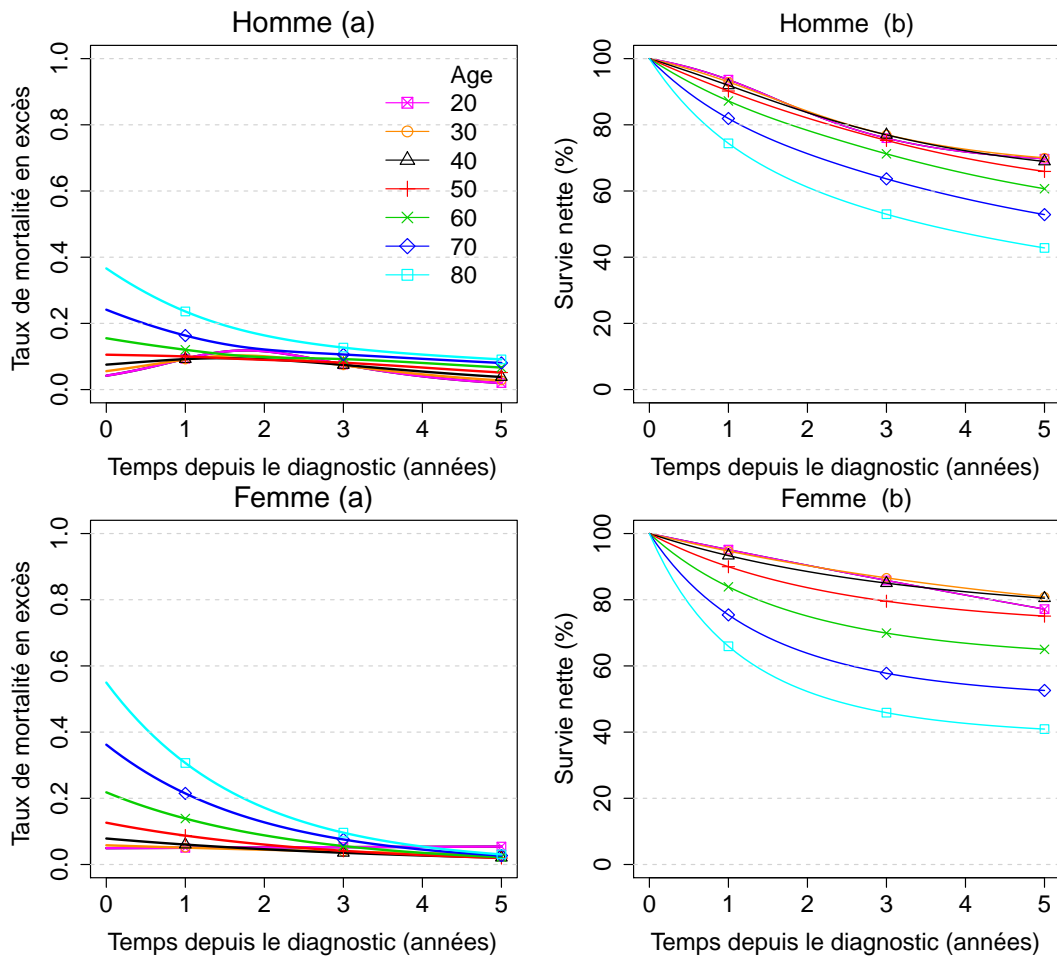 Homme (a)
Taux de mortalité en excès
1.0
0.8
0.6
0.4
0.2
0.0
Age
20
30
40
50
60
70
80
0 1 2 3 4 5
Temps depuis le diagnostic (années)
Homme (b)
Survie nette (%)
100
80
60
40
20
0
0 1 2 3 4 5
Temps depuis le diagnostic (années)
Femme (a)
Taux de mortalité en excès
1.0
0.8
0.6
0.4
0.2
0.0
0 1 2 3 4 5
Temps depuis le diagnostic (années)
Femme (b)
Survie nette (%)
100
80
60
40
20
0
0 1 2 3 4 5
Temps depuis le diagnostic (années)